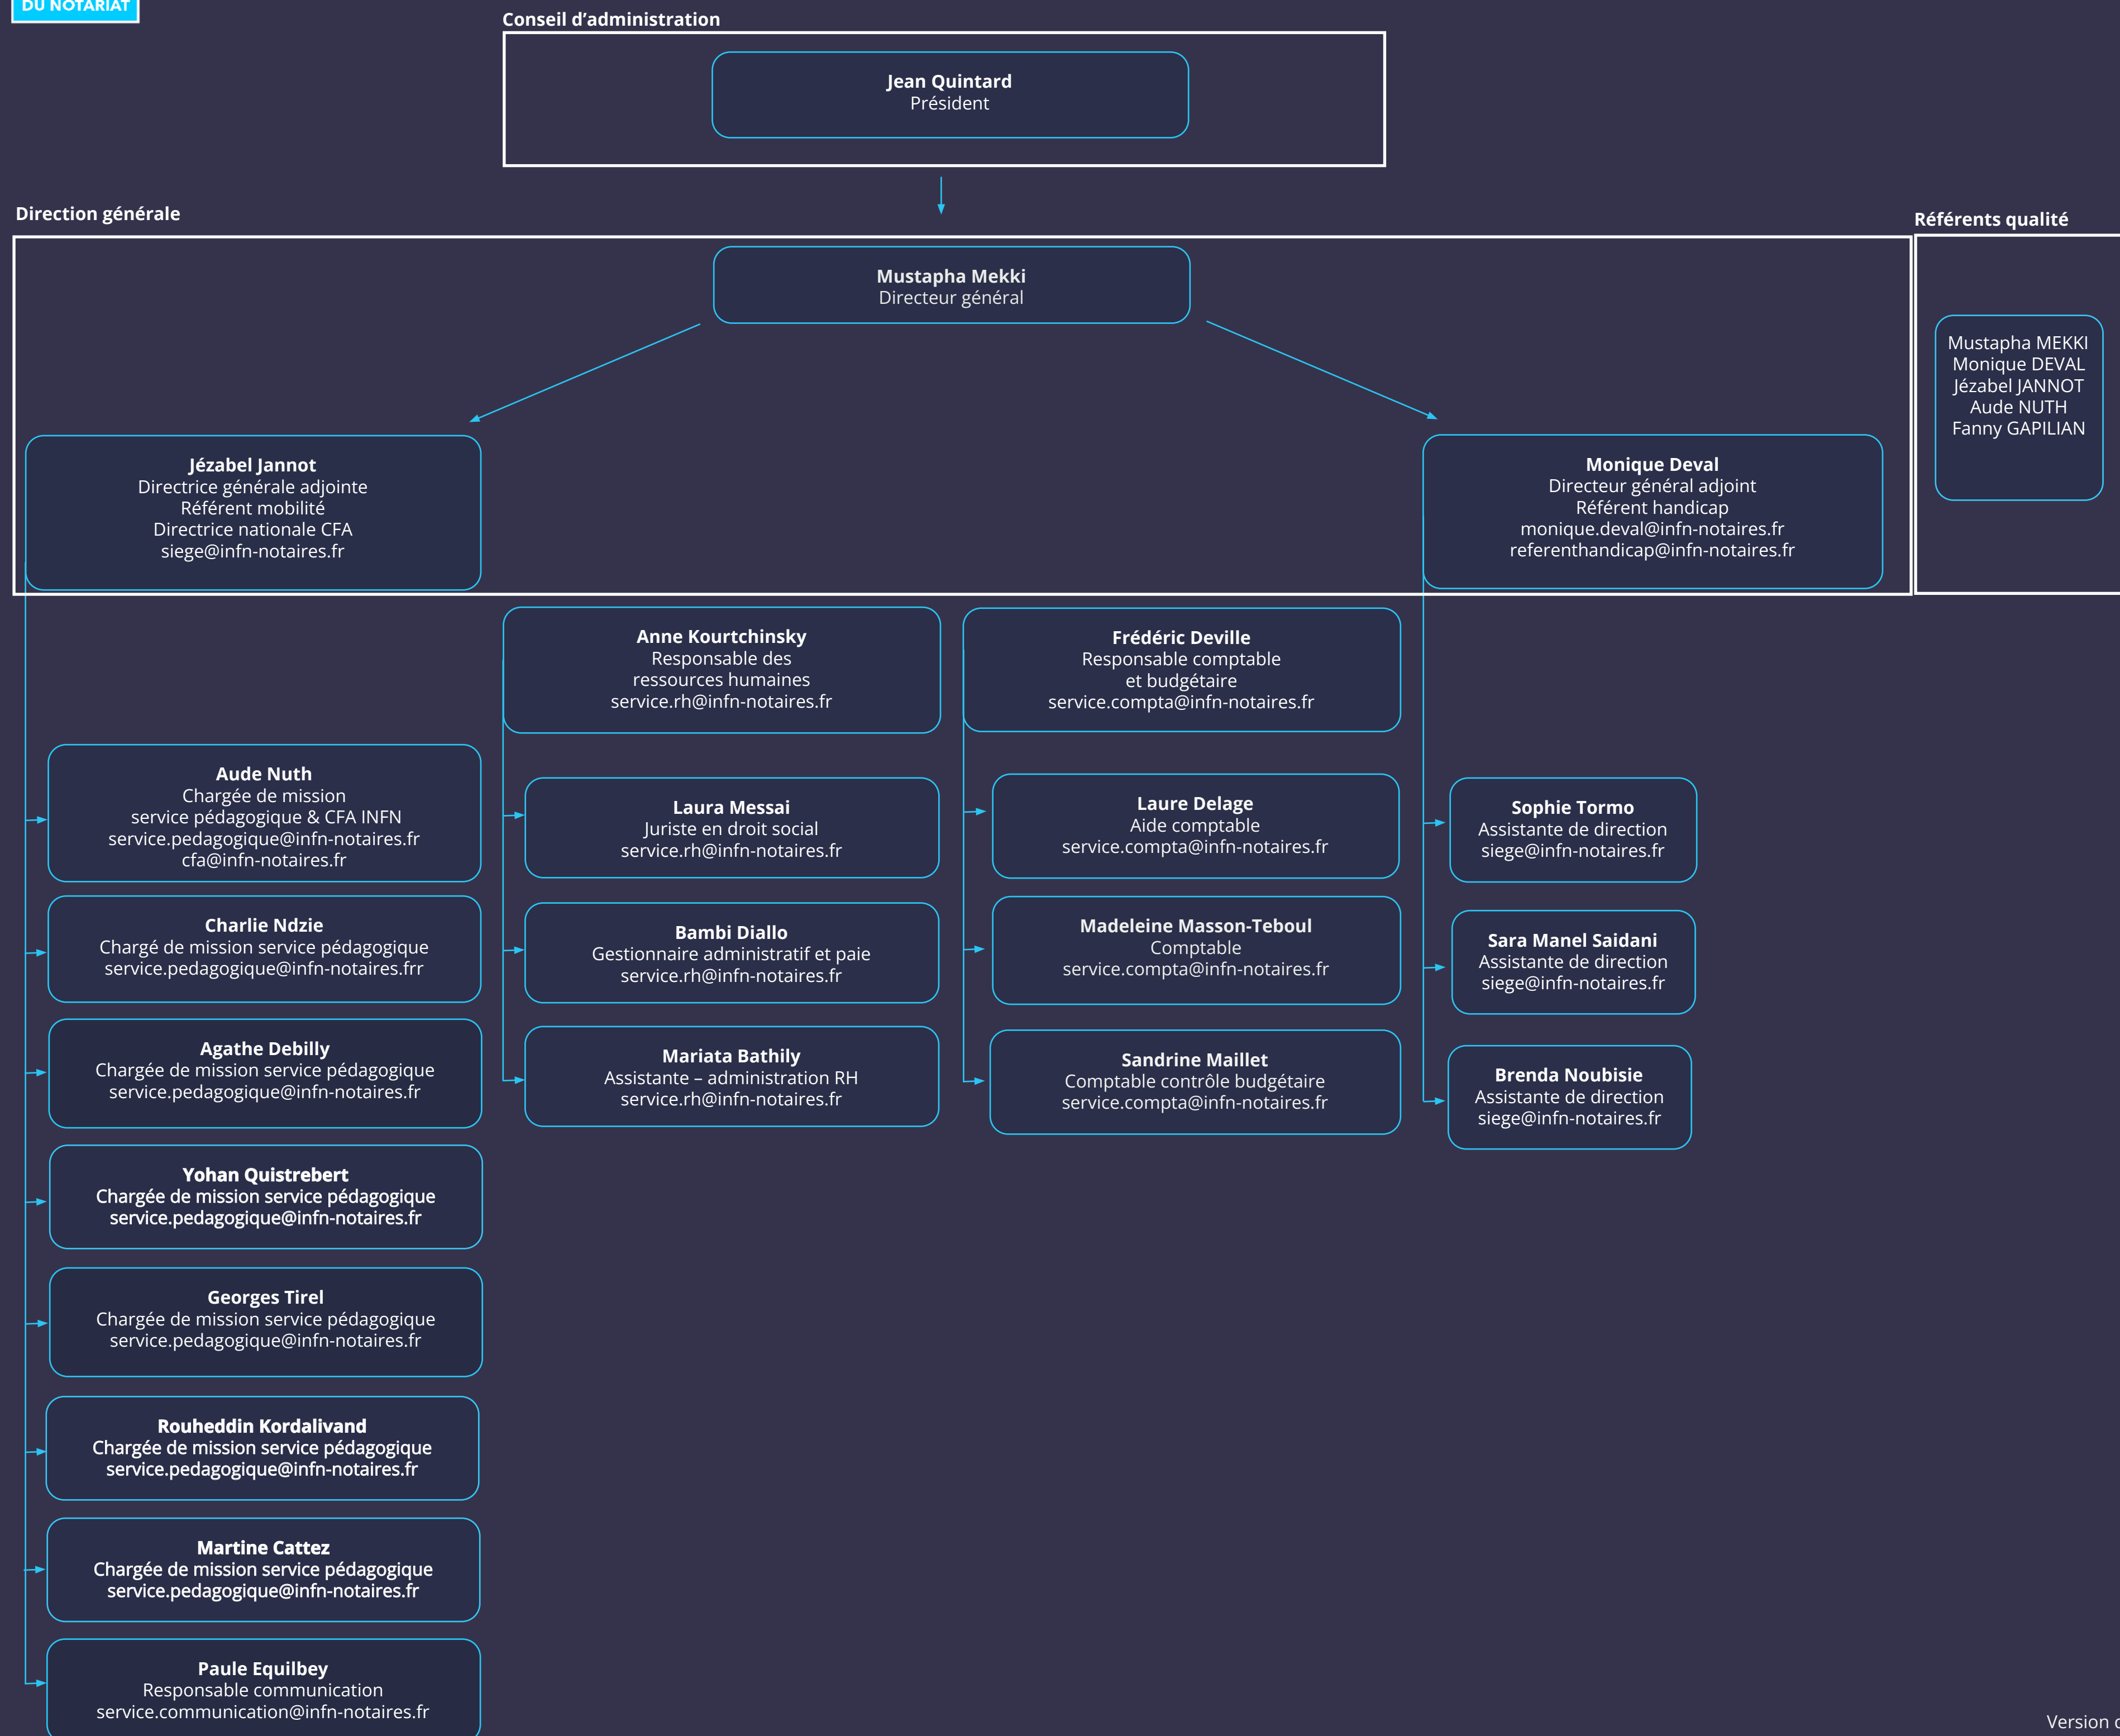 DU NOTARIAT
Conseil d’administration
Jean Quintard
Président
Direction générale
Référents qualité
Mustapha Mekki
Directeur général
Mustapha MEKKI
Monique DEVAL
Jézabel JANNOT
Aude NUTH
Fanny GAPILIAN
Jézabel Jannot
Directrice générale adjointe
Référent mobilité
Directrice nationale CFA
siege@infn-notaires.fr
Monique Deval
Directeur général adjoint
Référent handicap
monique.deval@infn-notaires.fr
referenthandicap@infn-notaires.fr
Anne Kourtchinsky
Responsable des
ressources humaines
service.rh@infn-notaires.fr
Frédéric Deville
Responsable comptable
et budgétaire
service.compta@infn-notaires.fr
Aude Nuth
Chargée de mission
service pédagogique & CFA INFN
service.pedagogique@infn-notaires.fr
cfa@infn-notaires.fr
Charlie Ndzie
Chargé de mission service pédagogique
service.pedagogique@infn-notaires.frr
Agathe Debilly
Chargée de mission service pédagogique
service.pedagogique@infn-notaires.fr
Yohan Quistrebert
Chargée de mission service pédagogique
service.pedagogique@infn-notaires.fr
Georges Tirel
Chargée de mission service pédagogique
service.pedagogique@infn-notaires.fr
Rouheddin Kordalivand
Chargée de mission service pédagogique
service.pedagogique@infn-notaires.fr
Martine Cattez
Chargée de mission service pédagogique
service.pedagogique@infn-notaires.fr
Paule Equilbey
Responsable communication
service.communication@infn-notaires.fr
Laura Messai
Juriste en droit social
service.rh@infn-notaires.fr
Bambi Diallo
Gestionnaire administratif et paie
service.rh@infn-notaires.fr
Mariata Bathily
Assistante – administration RH
service.rh@infn-notaires.fr
Laure Delage
Aide comptable
service.compta@infn-notaires.fr
Madeleine Masson-Teboul
Comptable
service.compta@infn-notaires.fr
Sandrine Maillet
Comptable contrôle budgétaire
service.compta@infn-notaires.fr
Sophie Tormo
Assistante de direction
siege@infn-notaires.fr
Sara Manel Saidani
Assistante de direction
siege@infn-notaires.fr
Brenda Noubisie
Assistante de direction
siege@infn-notaires.fr
Version